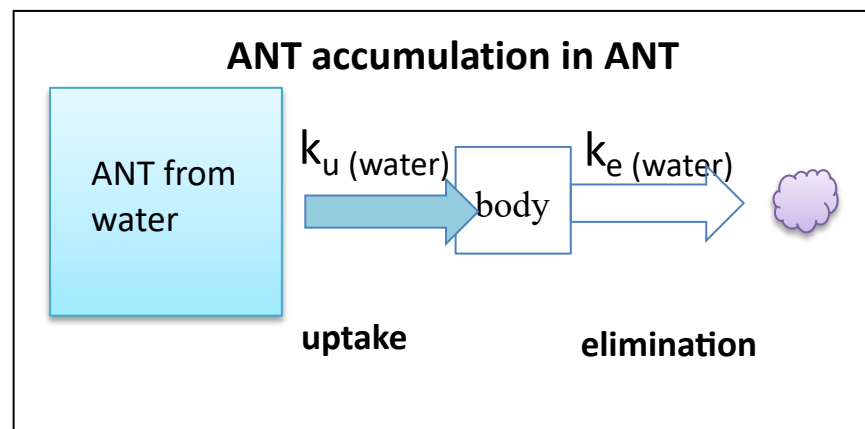 ANT accumulation in ANT
ANT from
water
ku (water)
body
ke (water)
uptake
elimination